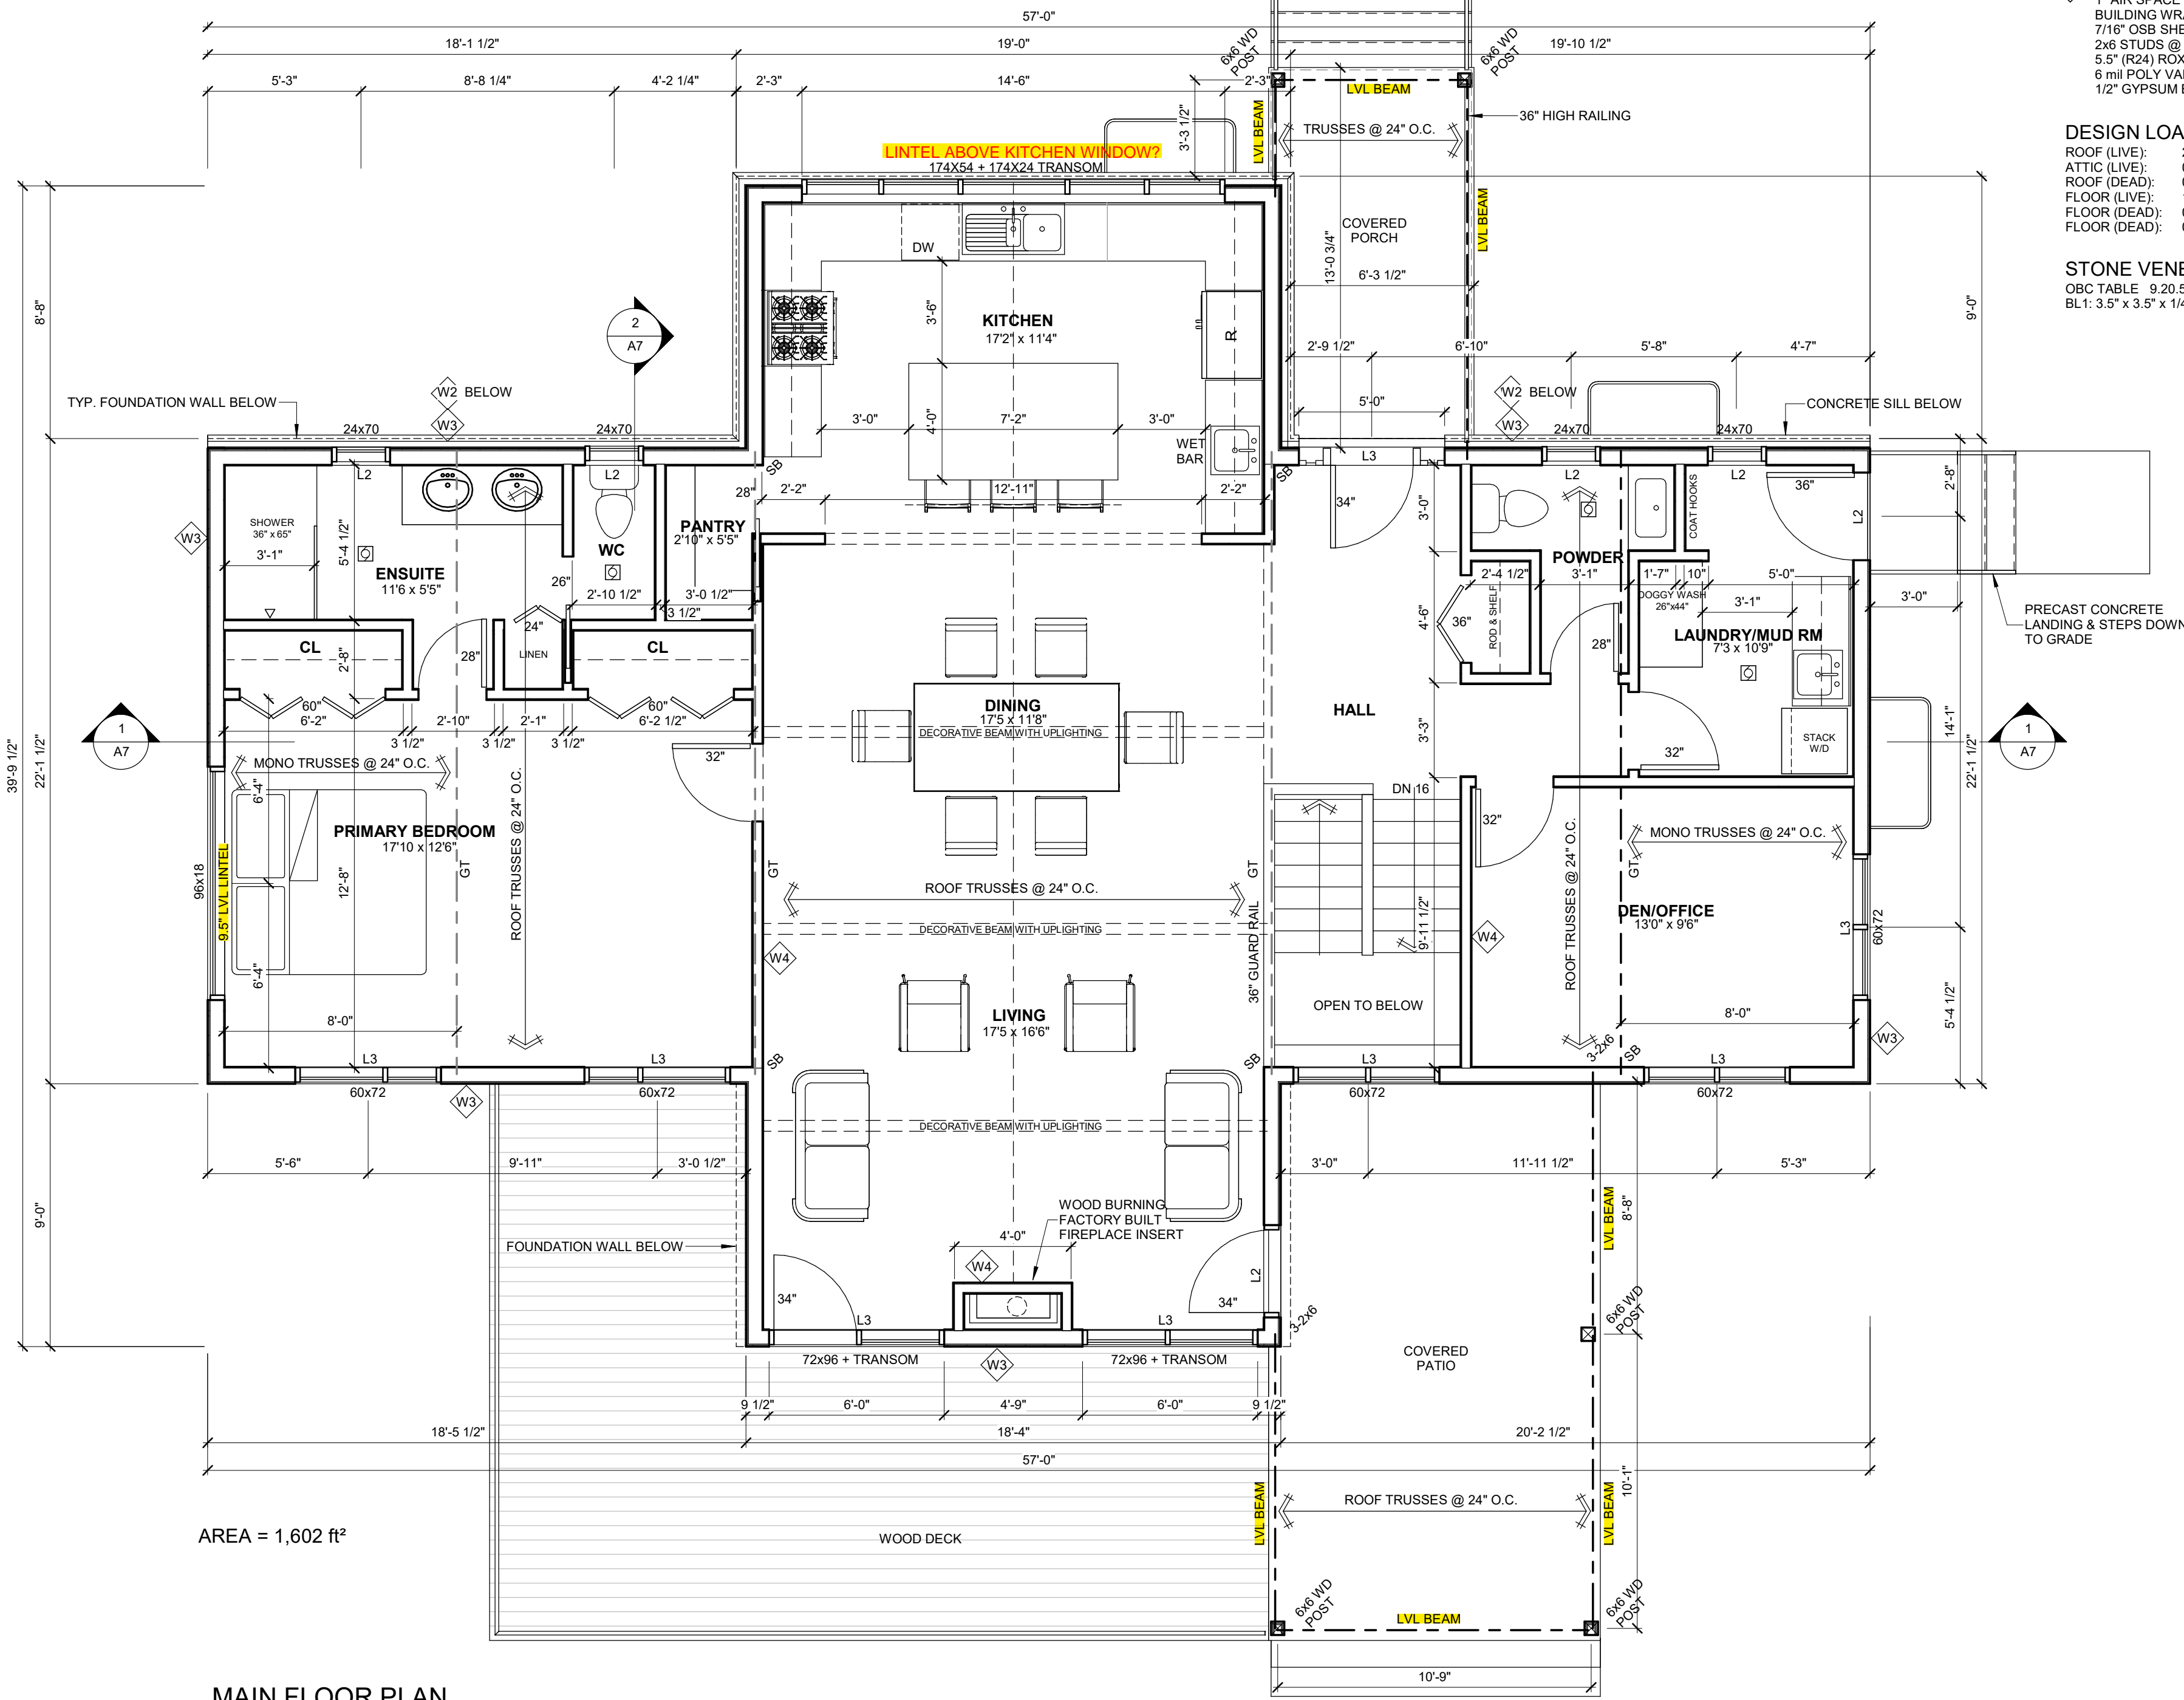 57'-0"
18'-1 1/2"
19'-0"
19'-10 1/2"
5'-3"
8'-8 1/4"
4'-2 1/4"
2'-3"
14'-6"
2'-3"
6x6 WD
POST
6x6 WD
POST
LVL BEAM
LVL BEAM
TRUSSES @ 24" O.C.
36" HIGH RAILING
3'-3 1/2"
1" AIR SPACE
7/16" OSB
2x6 STUDS @
5.5" (R24)
6 mil POLY
1/2" GYPSUM
ROOF (LIVE):
ATTIC (LIVE):
ROOF (DEAD):
FLOOR (LIVE):
FLOOR (DEAD):
FLOOR (DEAD):
OBC TABLE 9.20.5
BL1: 3.5" x 3.5" x
LINTEL ABOVE KITCHEN WINDOW?
174X54 + 174X24 TRANSOM
COVERED
PORCH
LVL BEAM
13'-0 3/4"
6'-3 1/2"
8'-8"
9'-0"
DW
3'-6"
KITCHEN
17'2" x 11'4"
R
2
A7
2'-9 1/2"
6'-10"
5'-8"
4'-7"
TYP. FOUNDATION WALL BELOW
W2 BELOW
W3
24x70
24x70
3'-0"
4'-0"
7'-2"
3'-0"
WET
BAR
5'-0"
W2 BELOW
W3
CONCRETE SILL BELOW
24x70
24x70
L2
L2
SB
SB
L3
L2
L2
36"
2'-8"
28"
2'-2"
12'-11"
2'-2"
34"
3'-0"
COAT HOOKS
L2
W3
SHOWER
36" x 65"
3'-1"
5'-4 1/2"
ENSUITE
11'6 x 5'5"
WC
PANTRY
2'10" x 5'5"
26"
2'-10 1/2"
3'-0 1/2"
3 1/2"
POWDER
2'-4 1/2"
3'-1"
1'-7"
10"
5'-0"
DOGGY WASH
26"x44"
3'-1"
3'-0"
PRECAST CONCRETE
LANDING & STEPS DOWN
TO GRADE
4'-6"
36"
ROD & SHELF
28"
LAUNDRY/MUD RM
7'3 x 10'9"
CL
24"
LINEN
28"
CL
2'-8"
60"
6'-2"
2'-10"
2'-1"
60"
6'-2 1/2"
3 1/2"
3 1/2"
3 1/2"
DINING
17'5 x 11'8"
DECORATIVE BEAM WITH UPLIGHTING
HALL
3'-3"
STACK
W/D
32"
1
A7
1
A7
14'-1"
22'-1 1/2"
39'-9 1/2"
22'-1 1/2"
MONO TRUSSES @ 24" O.C.
6'-4"
32"
DN 16
PRIMARY BEDROOM
17'10 x 12'6"
96x18
9.5" LVL LINTEL
12'-8"
GT
ROOF TRUSSES @ 24" O.C.
GT
ROOF TRUSSES @ 24" O.C.
GT
32"
MONO TRUSSES @ 24" O.C.
GT
ROOF TRUSSES @ 24" O.C.
DEN/OFFICE
13'0" x 9'6"
L3
60x72
6'-4"
W4
DECORATIVE BEAM WITH UPLIGHTING
36" GUARD RAIL
9'-11 1/2"
W4
8'-0"
LIVING
17'5 x 16'6"
OPEN TO BELOW
8'-0"
5'-4 1/2"
W3
L3
L3
SB
SB
L3
3-2x6
SB
L3
60x72
W3
60x72
60x72
60x72
DECORATIVE BEAM WITH UPLIGHTING
5'-6"
9'-11"
3'-0 1/2"
3'-0"
11'-11 1/2"
5'-3"
9'-0"
FOUNDATION WALL BELOW
WOOD BURNING
FACTORY BUILT
FIREPLACE INSERT
4'-0"
W4
LVL BEAM
8'-8"
34"
L3
L3
34"
L2
3-2x6
6x6 WD
POST
72x96 + TRANSOM
W3
72x96 + TRANSOM
COVERED
PATIO
9 1/2"
6'-0"
4'-9"
6'-0"
9 1/2"
18'-5 1/2"
18'-4"
20'-2 1/2"
57'-0"
AREA = 1,602 ft²
WOOD DECK
LVL BEAM
ROOF TRUSSES @ 24" O.C.
LVL BEAM
10'-1"
6x6 WD
POST
LVL BEAM
6x6 WD
POST
10'-9"
MAIN FLOOR PLAN